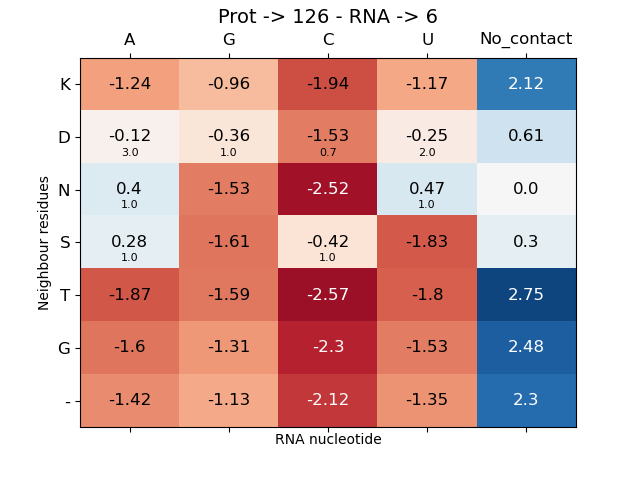 Prot -> 126 - RNA -> 6
A G C U No_contact
K -1.24 -0.96 -1.94 -1.17 2.12
D -0.12 -0.36 -1.53 -0.25 0.61
3.0 1.0 0.7 2.0
N 0.4 -1.53 -2.52 0.47 0.0
1.0 1.0
S 0.28 -1.61 -0.42 -1.83 0.3
1.0 1.0
T -1.87 -1.59 -2.57 -1.8 2.75
G -1.6 -1.31 -2.3 -1.53 2.48
- -1.42 -1.13 -2.12 -1.35 2.3
Neighbour residues
RNA nucleotide